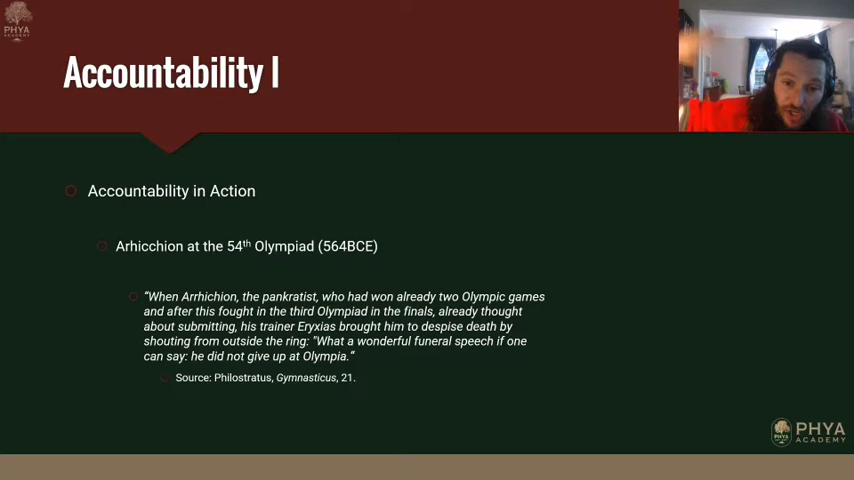 PHYA
ACADEMY
Accountability I
Accountability in Action
Arhicchion at the 54th Olympiad (564BCE)
“When Arrhichion, the pankratist, who had won already two Olympic games
and after this fought in the third Olympiad in the finals, already thought
about submitting, his trainer Eryxias brought him to despise death by
shouting from outside the ring: "What a wonderful funeral speech if one
can say: he did not give up at Olympia.“
Source: Philostratus, Gymnasticus, 21.
PHYA
PHYA
ACADEMY